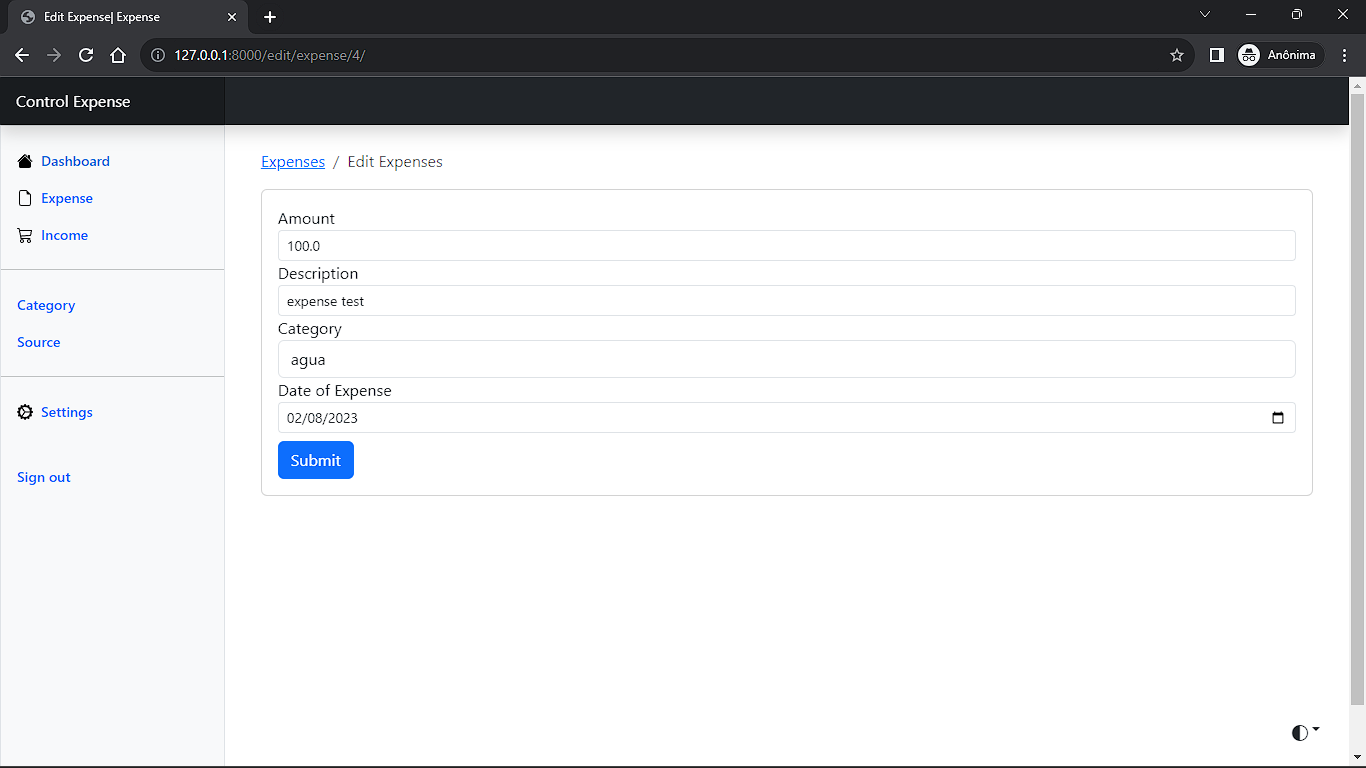 Edit Expense| Expense
127.0.0.1:8000/edit/expense/4/
Anônima
Control Expense
Dashboard
Expense
Income
Category
Source
Settings
Sign out
Expenses / Edit Expenses
Amount
100.0
Description
expense test
Category
agua
Date of Expense
02/08/2023
Submit